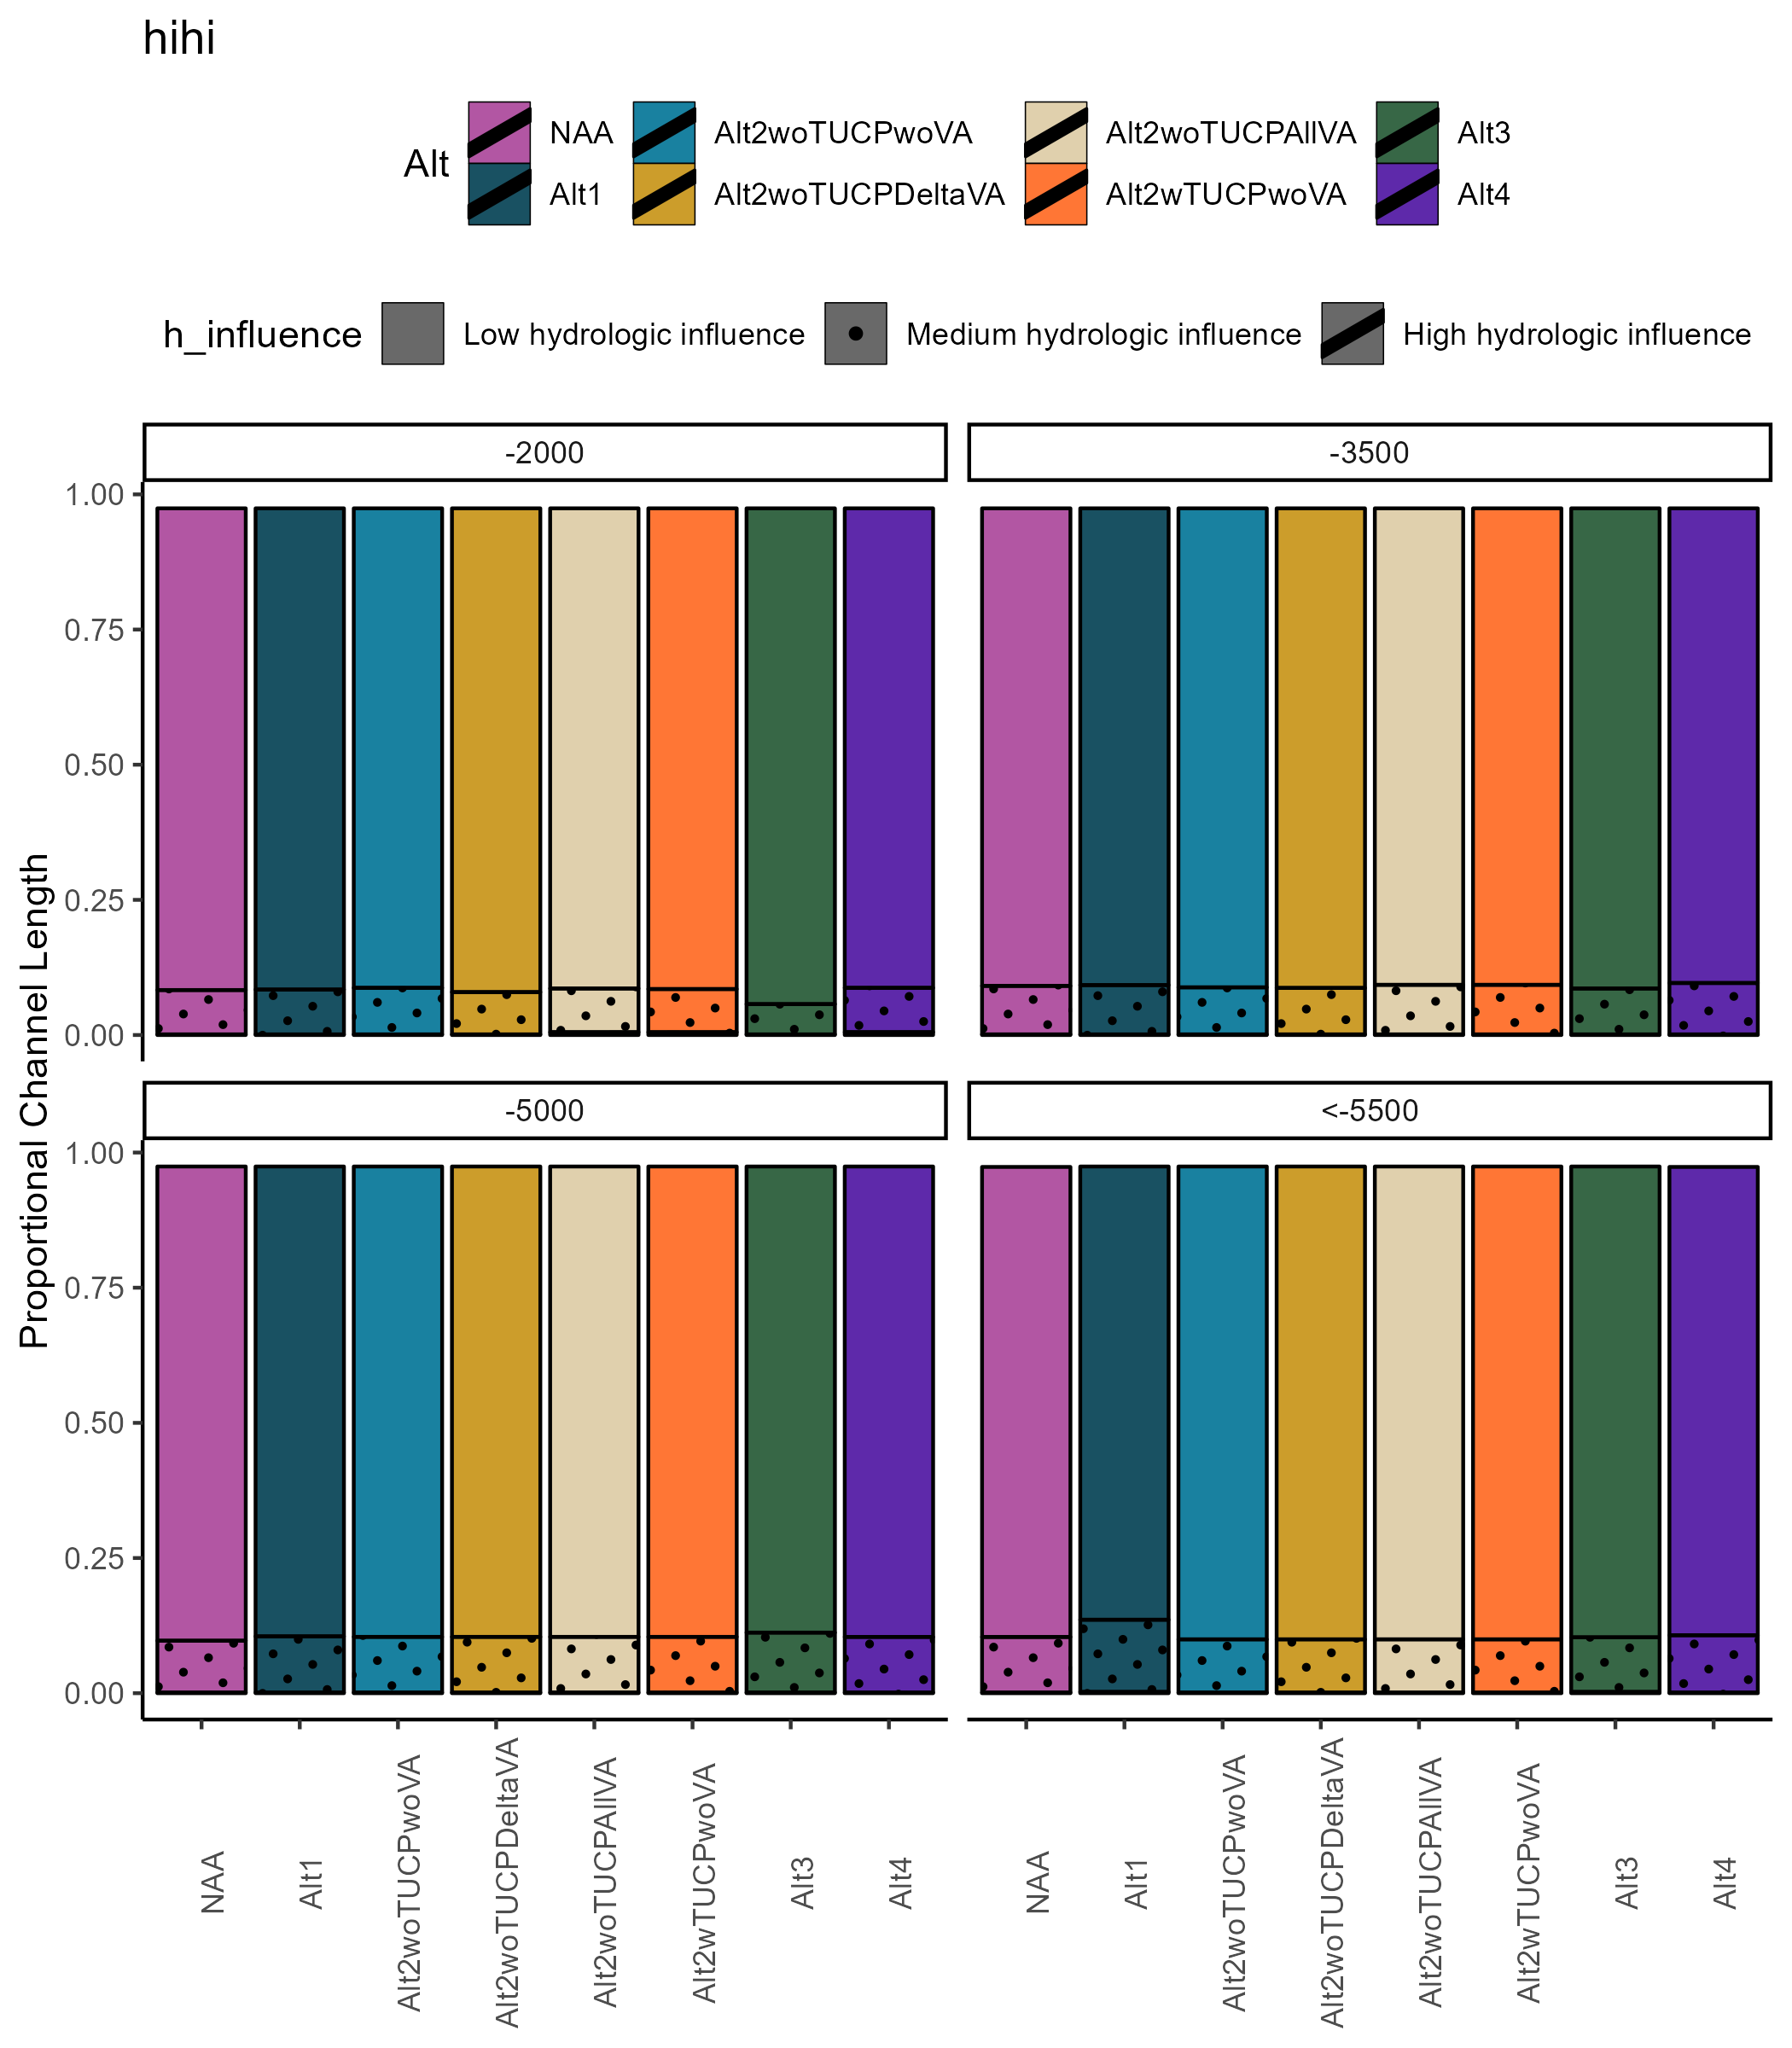 hihi
Alt
NAA
Alt2woTUCPwoVA
Alt2woTUCPAllVA
Alt3
Alt1
Alt2woTUCPDeltaVA
Alt2wTUCPwoVA
Alt4
h_influence
Low hydrologic influence
Medium hydrologic influence
High hydrologic influence
Proportional Channel Length
-2000
-3500
1.00
0.75
0.50
0.25
0.00
-5000
<-5500
1.00
0.75
0.50
0.25
0.00
NAA
Alt1
Alt2woTUCPwoVA
Alt2woTUCPDeltaVA
Alt2woTUCPAllVA
Alt2wTUCPwoVA
Alt3
Alt4
NAA
Alt1
Alt2woTUCPwoVA
Alt2woTUCPDeltaVA
Alt2woTUCPAllVA
Alt2wTUCPwoVA
Alt3
Alt4